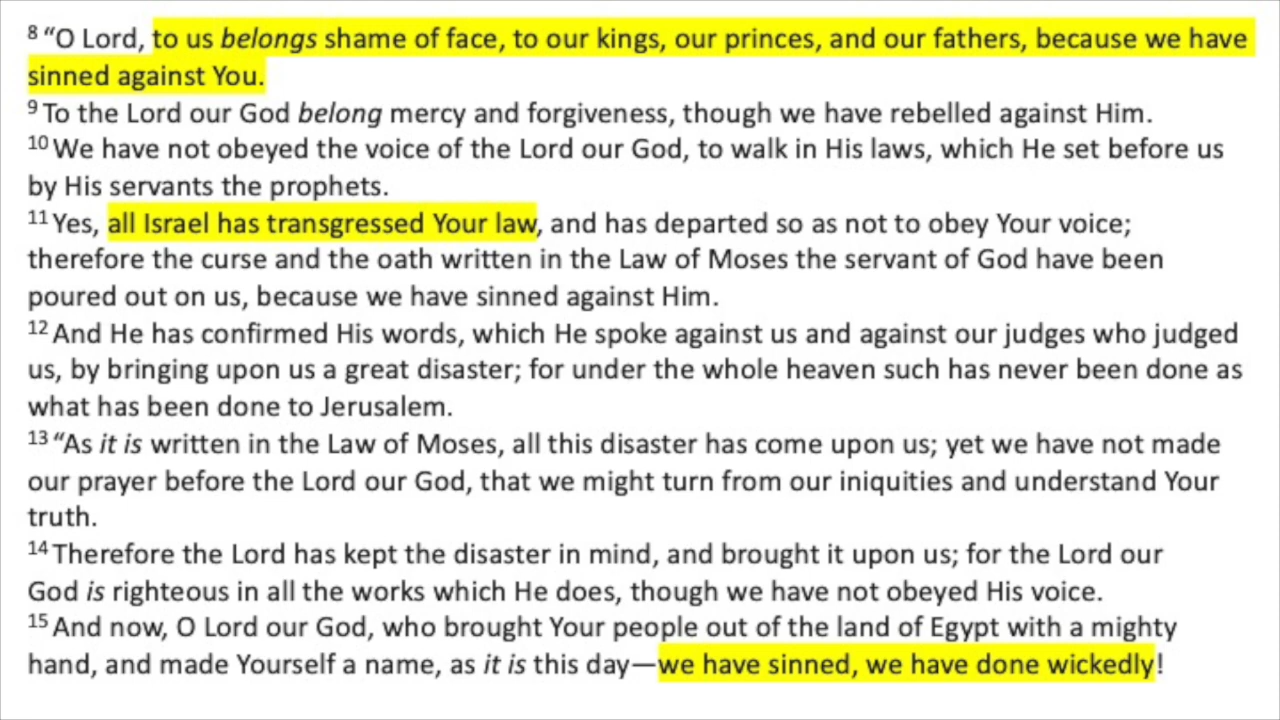 8 “O Lord, to us belongs shame of face, to our kings, our princes, and our fathers, because we have
sinned against You.
9 To the Lord our God belong mercy and forgiveness, though we have rebelled against Him.
10 We have not obeyed the voice of the Lord our God, to walk in His laws, which He set before us
by His servants the prophets.
11 Yes, all Israel has transgressed Your law, and has departed so as not to obey Your voice;
therefore the curse and the oath written in the Law of Moses the servant of God have been
poured out on us, because we have sinned against Him.
12 And He has confirmed His words, which He spoke against us and against our judges who judged
us, by bringing upon us a great disaster; for under the whole heaven such has never been done as
what has been done to Jerusalem.
13 “As it is written in the Law of Moses, all this disaster has come upon us; yet we have not made
our prayer before the Lord our God, that we might turn from our iniquities and understand Your
truth.
14 Therefore the Lord has kept the disaster in mind, and brought it upon us; for the Lord our
God is righteous in all the works which He does, though we have not obeyed His voice.
15 And now, O Lord our God, who brought Your people out of the land of Egypt with a mighty
hand, and made Yourself a name, as it is this day—we have sinned, we have done wickedly!